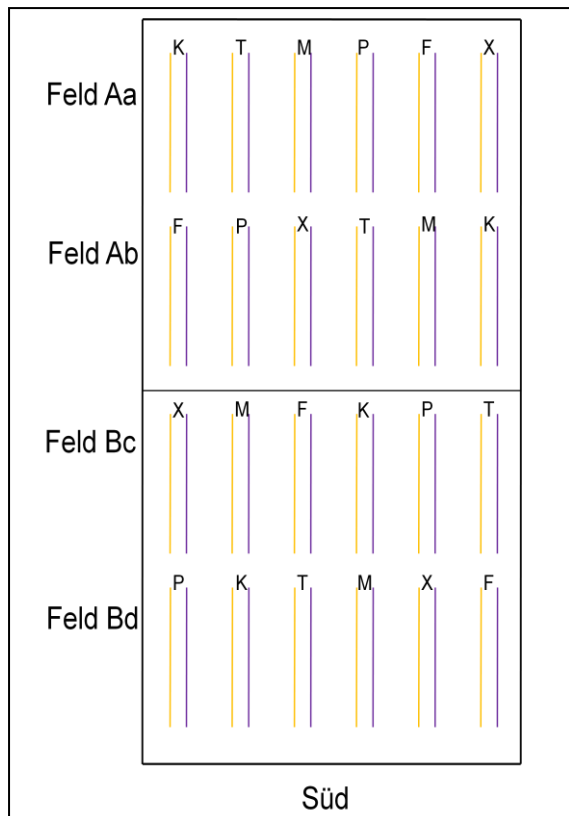 K T M P F X
Feld Aa
F P X T M K
Feld Ab
X M F K P T
Feld Bc
P K T M X F
Feld Bd
Süd